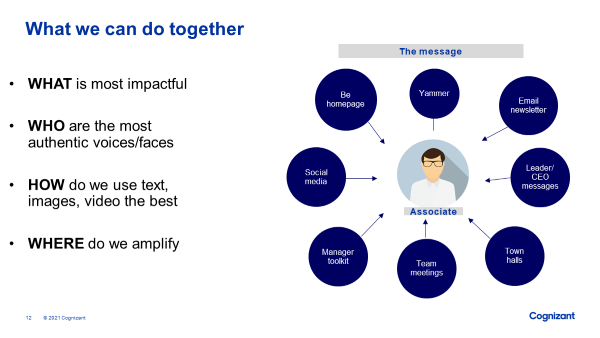 What we can do together
• WHAT is most impactful
• WHO are the most
authentic voices/faces
• HOW do we use text,
images, video the best
• WHERE do we amplify
The message
Be
homepage
Yammer
Email
newsletter
Social
media
Leader/
CEO
messages
Associate
Manager
toolkit
Team
meetings
Town
halls
12 © 2021 Cognizant
Cognizant